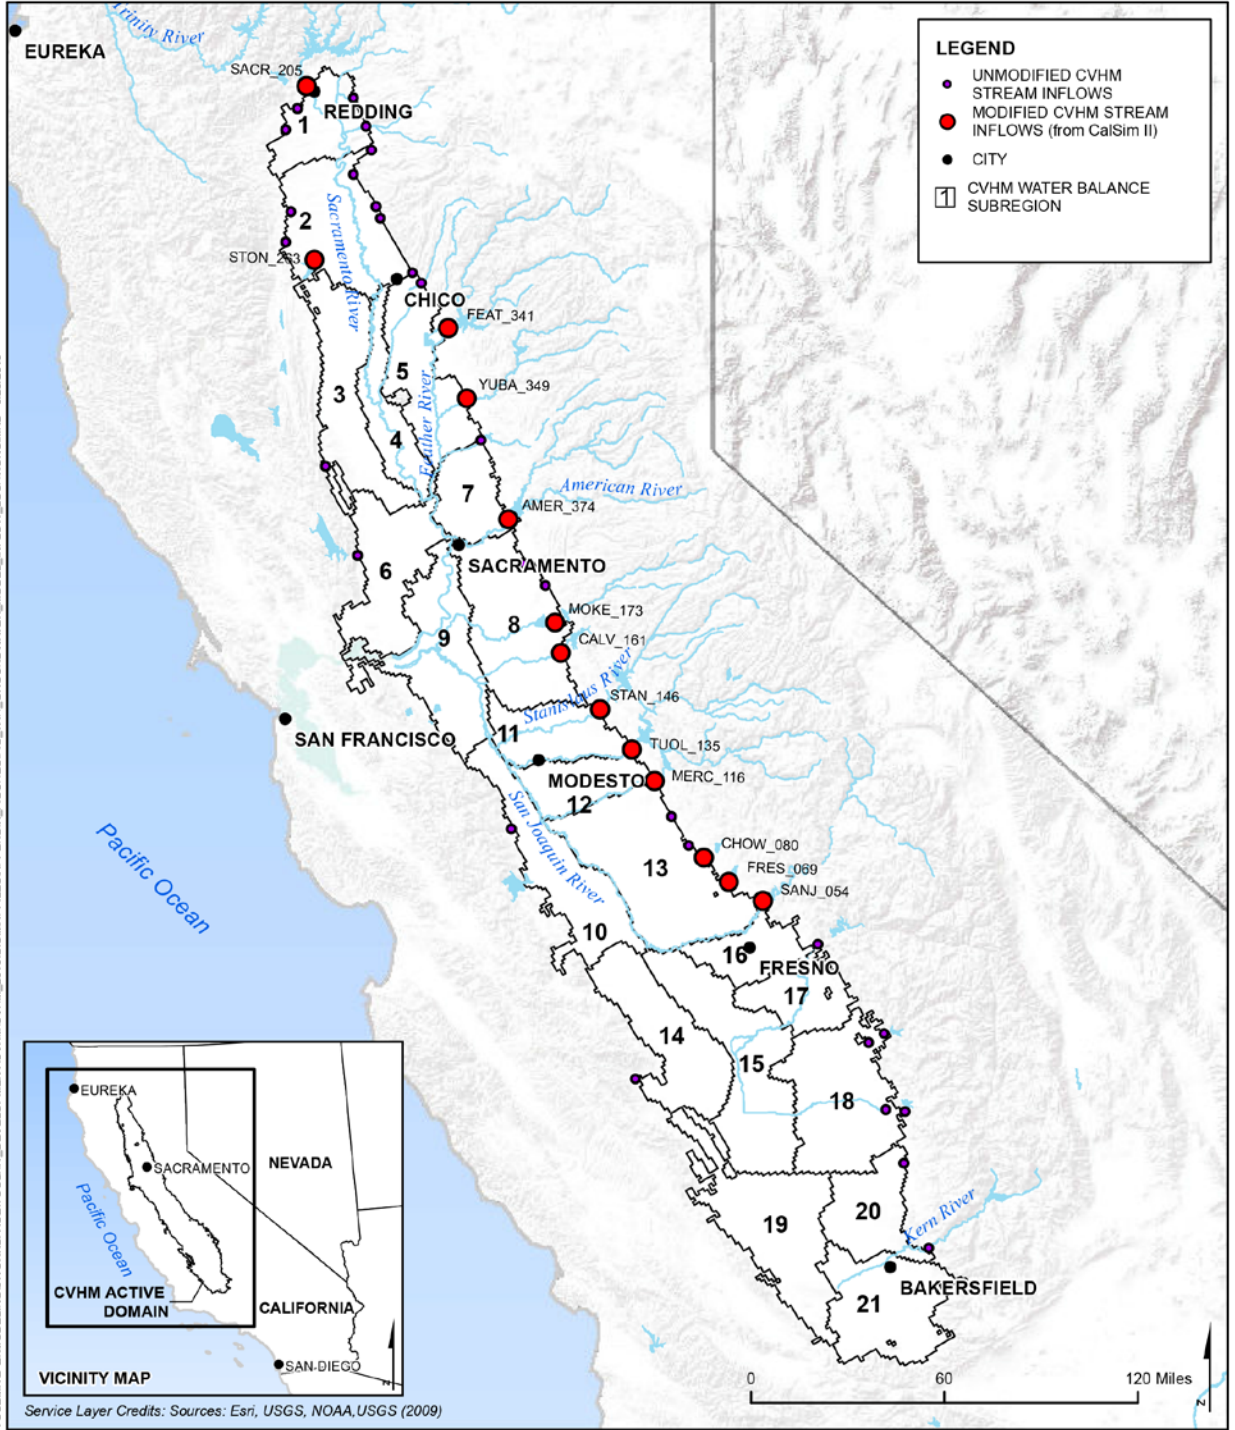 Trinity River
EUREKA
SACR_205
REDDING
1
LEGEND
UNMODIFIED CVHM
STREAM INFLOWS
MODIFIED CVHM STREAM
INFLOWS (from CalSim II)
CITY
1 CVHM WATER BALANCE
SUBREGION
2
Sacramento River
STON_263
CHICO
FEAT_341
5
YUBA_349
3
4
Feather River
7
American River
AMER_374
SACRAMENTO
6
MOKE_173
8
9
CALV_161
Stanislaus River
STAN_146
SAN FRANCISCO
11
TUOL_135
MODESTO
MERC_116
12
San Joaquin River
Pacific Ocean
CHOW_080
13
FRES_069
SANJ_054
10
16
FRESNO
17
14
15
18
19
20
Kern River
BAKERSFIELD
21
EUREKA
SACRAMENTO
NEVADA
Pacific Ocean
CVHM ACTIVE
DOMAIN
CALIFORNIA
SAN DIEGO
VICINITY MAP
z
0 60 120 Miles
z
Service Layer Credits: Sources: Esri, USGS, NOAA,USGS (2009)